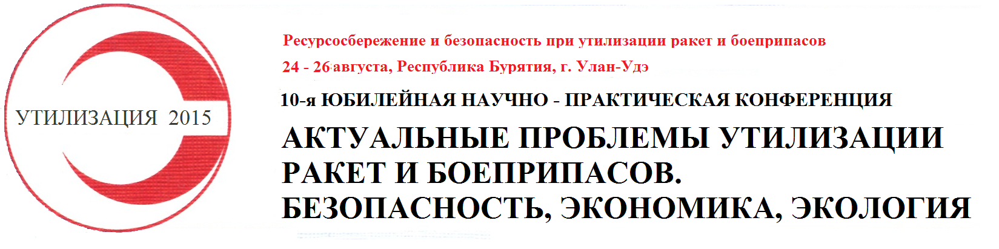 УТИЛИЗАЦИЯ 2015
Ресурсосбережение и безопасность при утилизации ракет и боеприпасов
24 - 26 августа, Республика Бурятия, г. Улан-Удэ
10-я ЮБИЛЕЙНАЯ НАУЧНО - ПРАКТИЧЕСКАЯ КОНФЕРЕНЦИЯ
АКТУАЛЬНЫЕ ПРОБЛЕМЫ УТИЛИЗАЦИИ
РАКЕТ И БОЕПРИПАСОВ.
БЕЗОПАСНОСТЬ, ЭКОНОМИКА, ЭКОЛОГИЯ